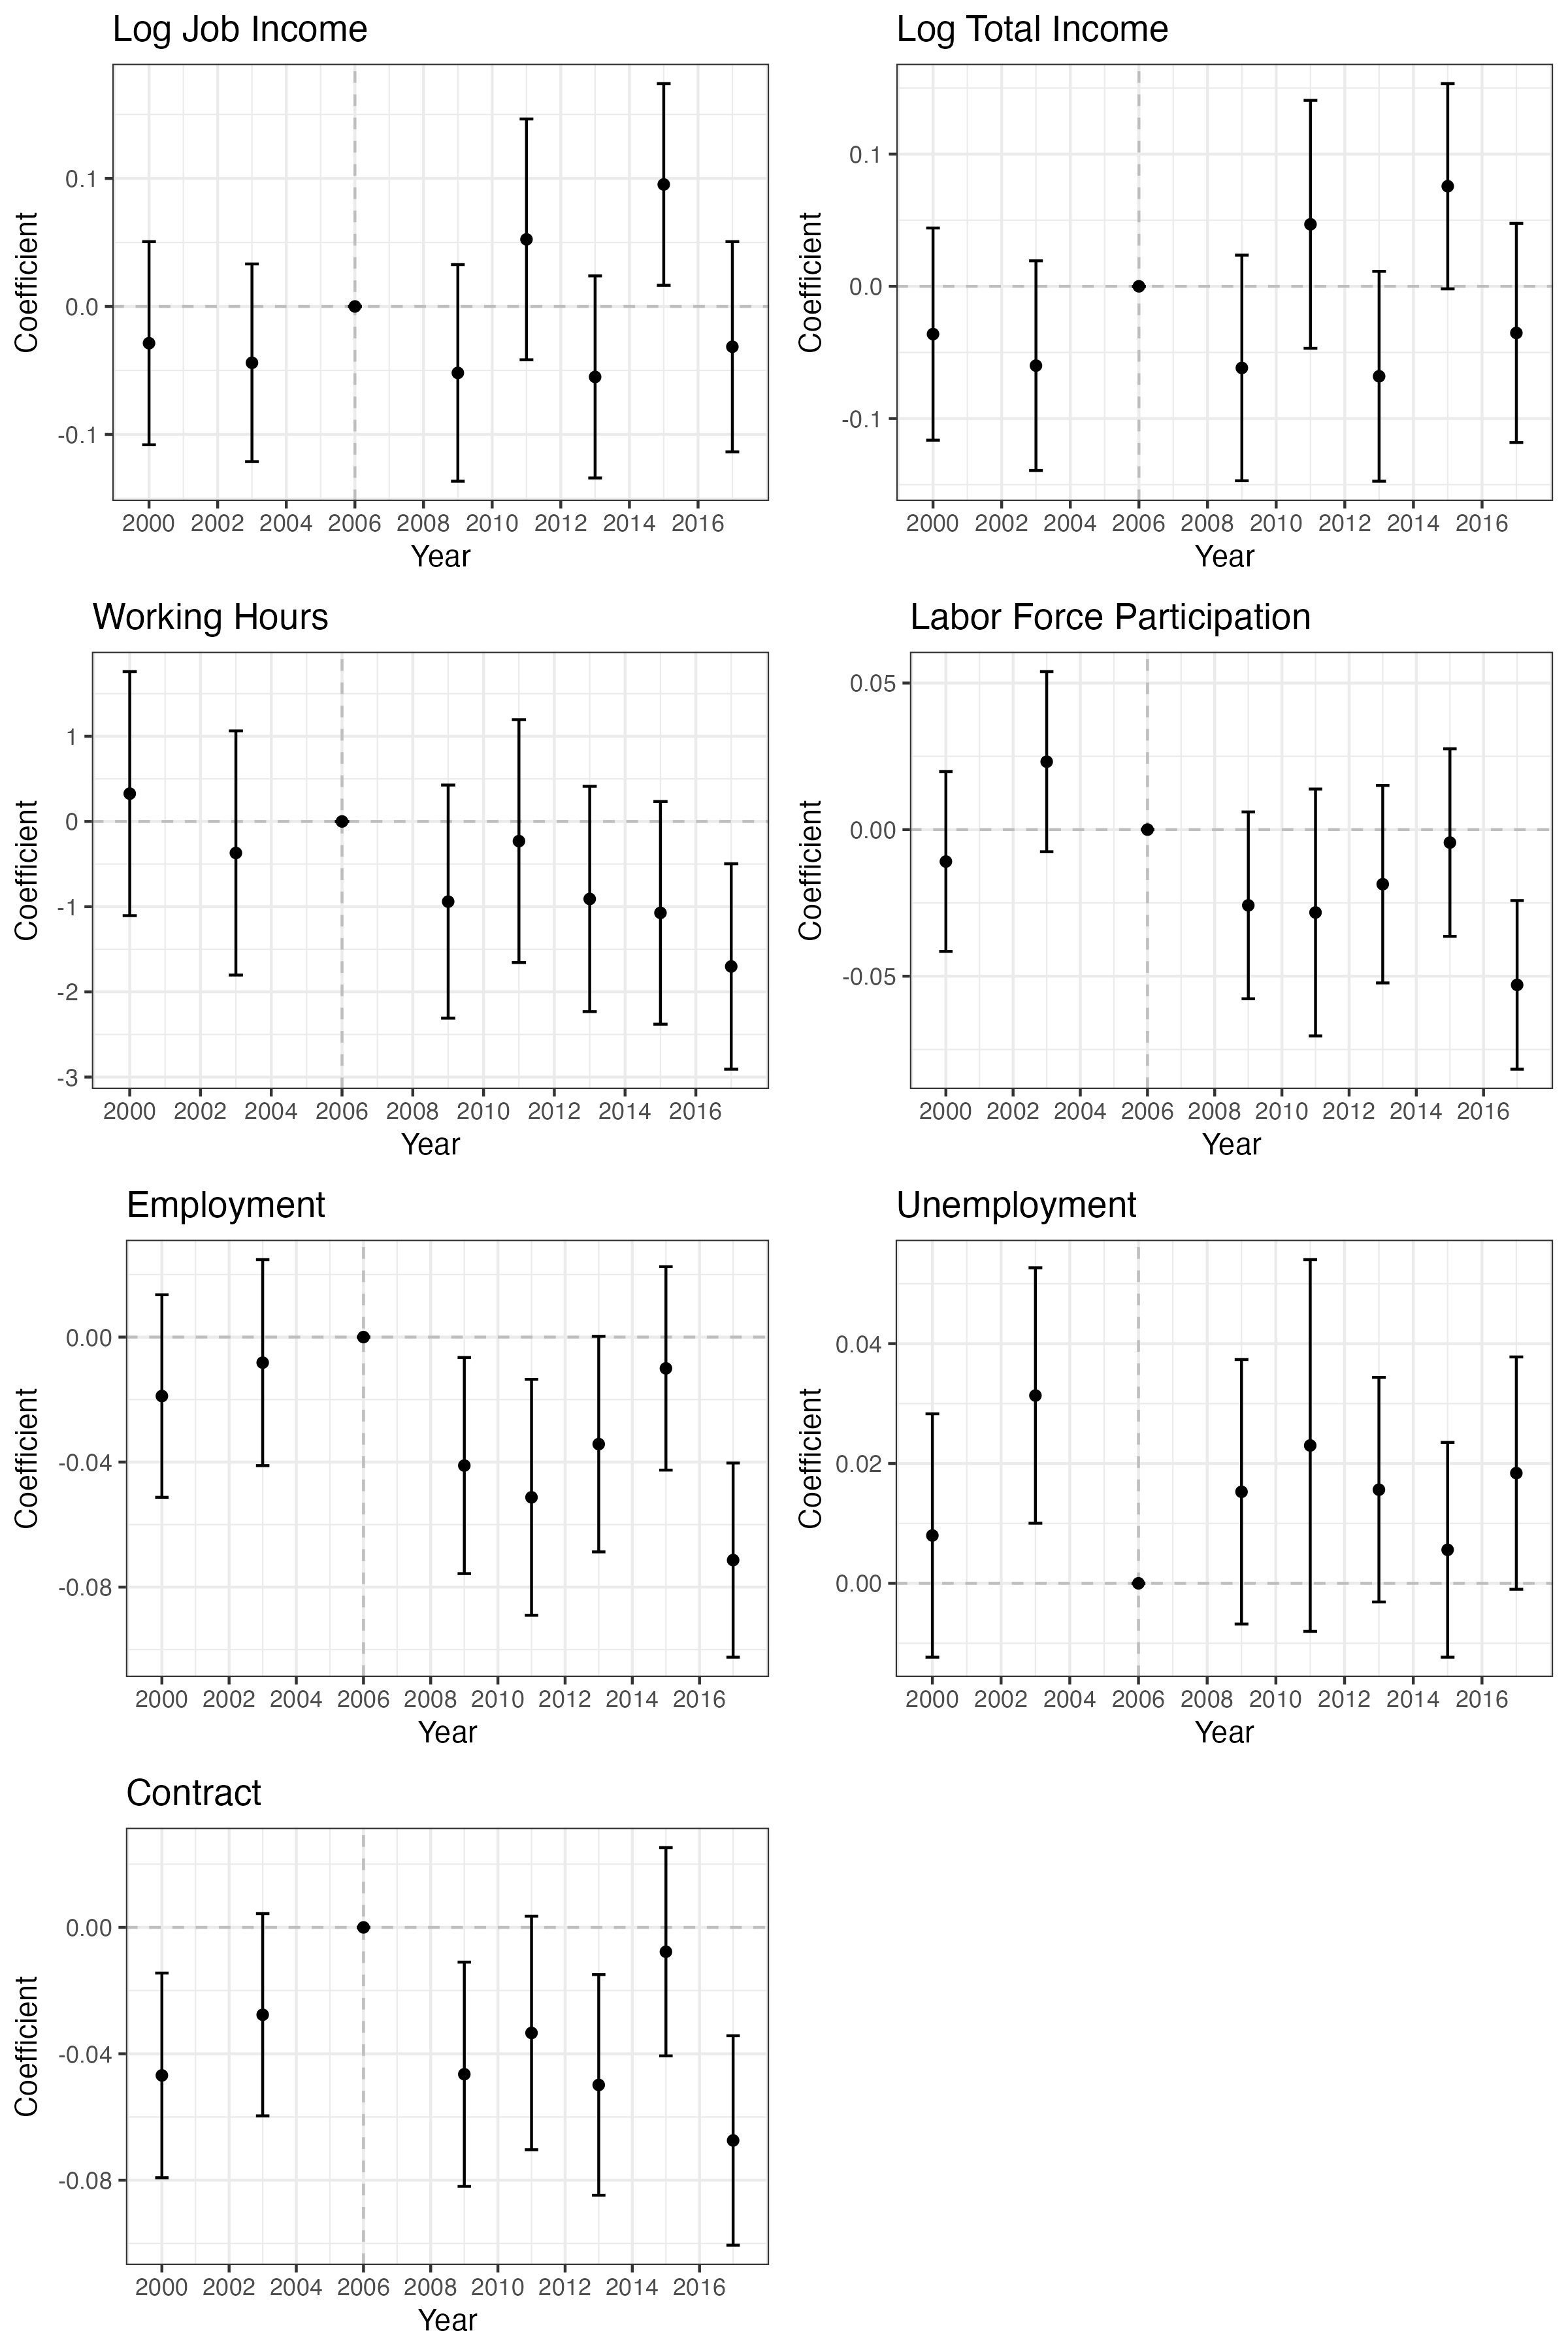 Log Job Income
Coefficient
0.1
0.0
-0.1
2000 2002 2004 2006 2008 2010 2012 2014 2016
Year
Log Total Income
Coefficient
0.1
0.0
-0.1
2000 2002 2004 2006 2008 2010 2012 2014 2016
Year
Working Hours
Coefficient
1
0
-1
-2
-3
2000 2002 2004 2006 2008 2010 2012 2014 2016
Year
Labor Force Participation
Coefficient
0.05
0.00
-0.05
2000 2002 2004 2006 2008 2010 2012 2014 2016
Year
Employment
Coefficient
0.00
-0.04
-0.08
2000 2002 2004 2006 2008 2010 2012 2014 2016
Year
Unemployment
Coefficient
0.04
0.02
0.00
2000 2002 2004 2006 2008 2010 2012 2014 2016
Year
Contract
Coefficient
0.00
-0.04
-0.08
2000 2002 2004 2006 2008 2010 2012 2014 2016
Year